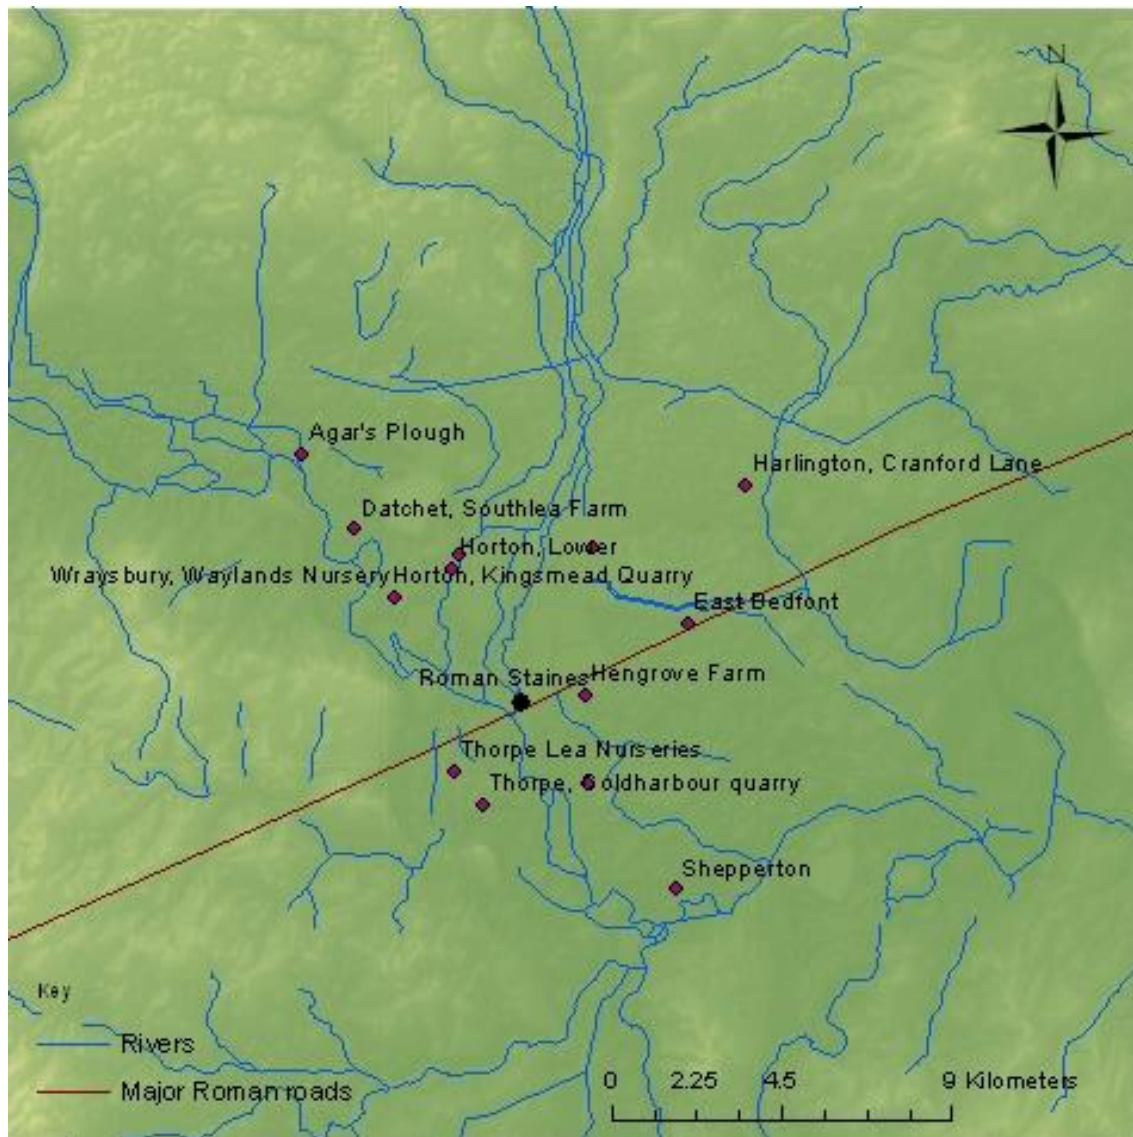 N
Agar's Plough
Harlington, Cranford Lane
Datchet, Southlea Farm
Horton, Lower
Wraysbury, Waylands Nursery
Horton, Kingsmead Quarry
East Bedfont
Roman Staines
Hengrove Farm
Thorpe Lea Nurseries
Thorpe, Coldharbour quarry
Shepperton
Key
Rivers
Major Roman roads
0 2.25 4.5 9 Kilometers